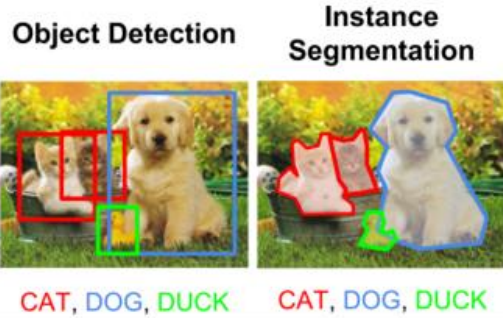 Object Detection
Instance
Segmentation
CAT, DOG, DUCK
CAT, DOG, DUCK